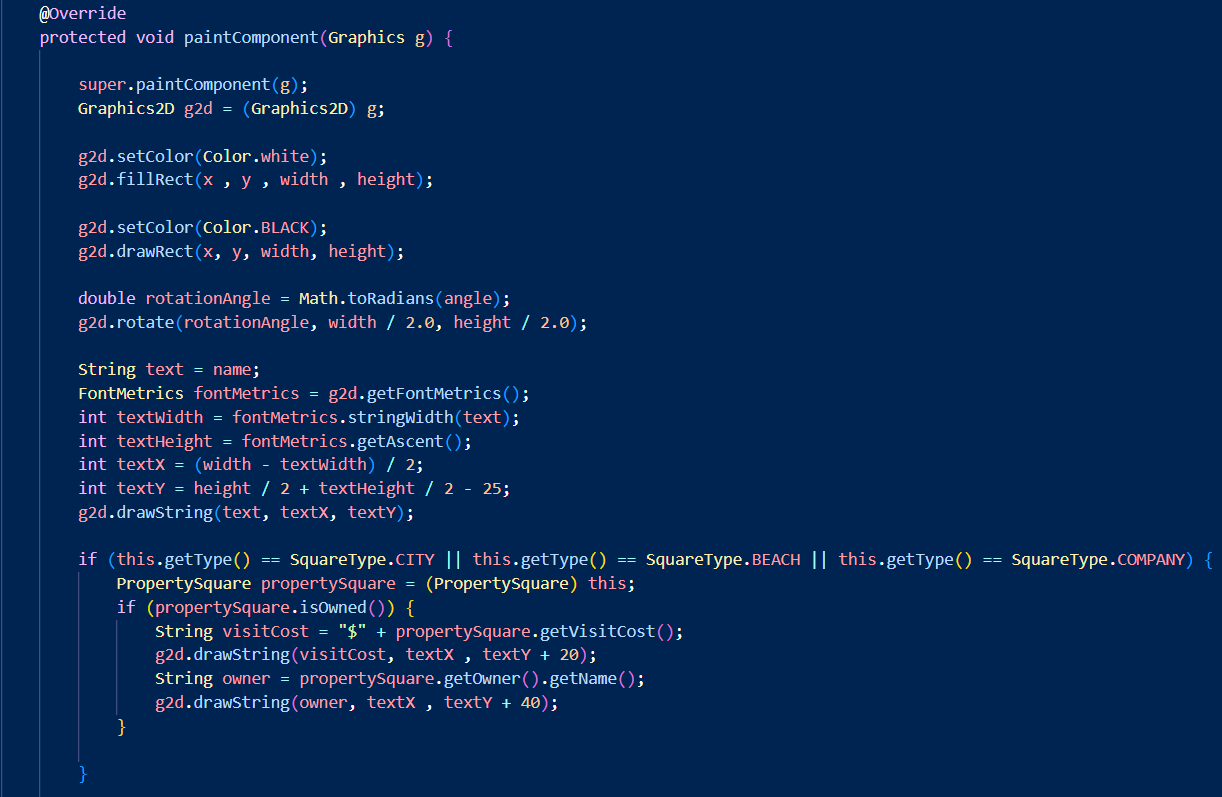 @Override
protected void paintComponent(Graphics g) {
super.paintComponent(g);
Graphics2D g2d = (Graphics2D) g;
g2d.setColor(Color.white);
g2d.fillRect(x , y , width , height);
g2d.setColor(Color.BLACK);
g2d.drawRect(x, y, width, height);
double rotationAngle = Math.toRadians(angle);
g2d.rotate(rotationAngle, width / 2.0, height / 2.0);
String text = name;
FontMetrics fontMetrics = g2d.getFontMetrics();
int textWidth = fontMetrics.stringWidth(text);
int textHeight = fontMetrics.getAscent();
int textX = (width - textWidth) / 2;
int textY = height / 2 + textHeight / 2 - 25;
g2d.drawString(text, textX, textY);
if (this.getType() == SquareType.CITY || this.getType() == SquareType.BEACH || this.getType() == SquareType.COMPANY) {
PropertySquare propertySquare = (PropertySquare) this;
if (propertySquare.isOwned()) {
String visitCost = "$" + propertySquare.getVisitCost();
g2d.drawString(visitCost, textX , textY + 20);
String owner = propertySquare.getOwner().getName();
g2d.drawString(owner, textX , textY + 40);
}
}